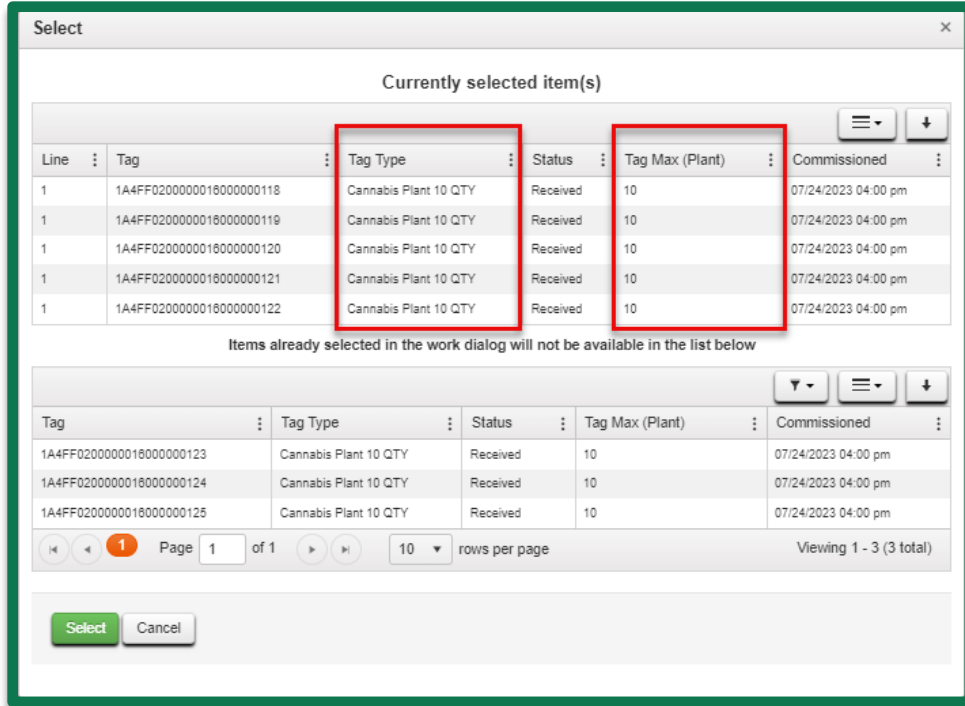 Select ×
Currently selected item(s)
Line Tag Tag Type Status Tag Max (Plant) Commissioned
1 1A4FF0200000016000000118 Cannabis Plant 10 QTY Received 10 07/24/2023 04:00 pm
1 1A4FF0200000016000000119 Cannabis Plant 10 QTY Received 10 07/24/2023 04:00 pm
1 1A4FF0200000016000000120 Cannabis Plant 10 QTY Received 10 07/24/2023 04:00 pm
1 1A4FF0200000016000000121 Cannabis Plant 10 QTY Received 10 07/24/2023 04:00 pm
1 1A4FF0200000016000000122 Cannabis Plant 10 QTY Received 10 07/24/2023 04:00 pm
Items already selected in the work dialog will not be available in the list below
Tag Tag Type Status Tag Max (Plant) Commissioned
1A4FF0200000016000000123 Cannabis Plant 10 QTY Received 10 07/24/2023 04:00 pm
1A4FF0200000016000000124 Cannabis Plant 10 QTY Received 10 07/24/2023 04:00 pm
1A4FF0200000016000000125 Cannabis Plant 10 QTY Received 10 07/24/2023 04:00 pm
1 Page 1 of 1 10 rows per page Viewing 1 - 3 (3 total)
Select Cancel